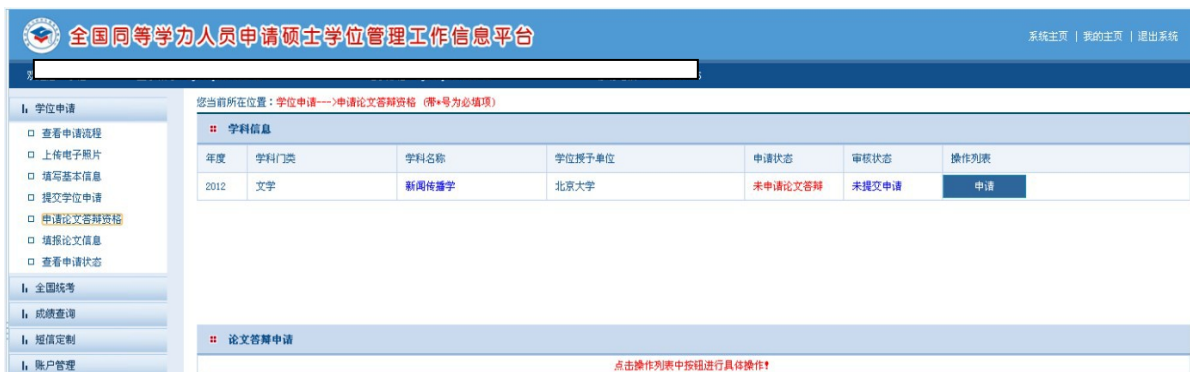 全国同等学力人员申请硕士学位管理工作信息平台
系统主页 | 我的主页 | 退出系统
学位申请
您当前所在位置：学位申请--->申请论文答辩资格 (带*号为必填项)
查看申请流程
上传电子照片
填写基本信息
提交学位申请
申请论文答辩资格
填报论文信息
查看申请状态
全国统考
成绩查询
短信定制
账户管理
学科信息
年度 学科门类 学科名称 学位授予单位 申请状态 审核状态 操作列表
2012 文学 新闻传播学 北京大学 未申请论文答辩 未提交申请 申请
论文答辩申请
点击操作列表中按钮进行具体操作!